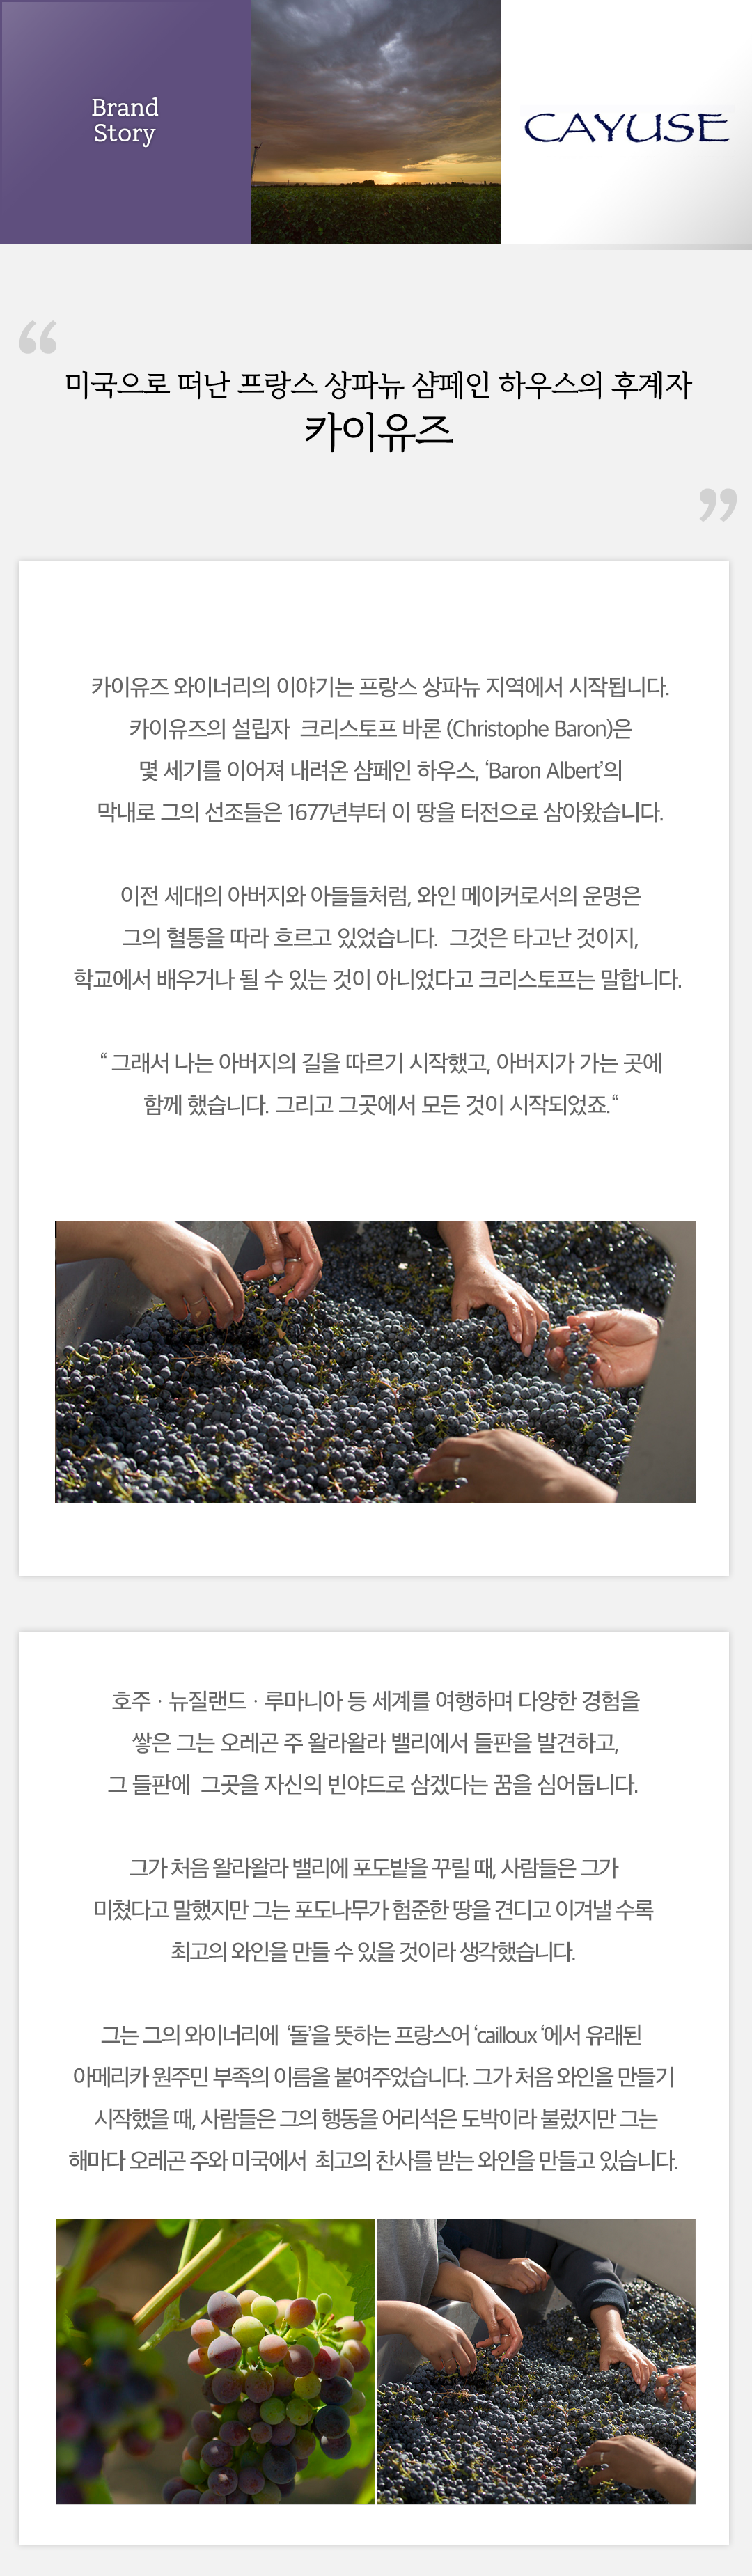 Brand
Story
CAYUSE
“
미국으로 떠난 프랑스 상파뉴 샴페인 하우스의 후계자
카이유즈
”
카이유즈 와이너리의 이야기는 프랑스 상파뉴 지역에서 시작됩니다.
카이유즈의 설립자 크리스토프 바론 (Christophe Baron)은
몇 세기를 이어져 내려온 샴페인 하우스, ‘Baron Albert’의
막내로 그의 선조들은 1677년부터 이 땅을 터전으로 삼아왔습니다.
이전 세대의 아버지와 아들들처럼, 와인 메이커로서의 운명은
그의 혈통을 따라 흐르고 있었습니다. 그것은 타고난 것이지,
학교에서 배우거나 될 수 있는 것이 아니었다고 크리스토프는 말합니다.
“ 그래서 나는 아버지의 길을 따르기 시작했고, 아버지가 가는 곳에
함께 했습니다. 그리고 그곳에서 모든 것이 시작되었죠.“
호주 · 뉴질랜드 · 루마니아 등 세계를 여행하며 다양한 경험을
쌓은 그는 오레곤 주 왈라왈라 밸리에서 들판을 발견하고,
그 들판에 그곳을 자신의 빈야드로 삼겠다는 꿈을 심어둡니다.
그가 처음 왈라왈라 밸리에 포도밭을 꾸릴 때, 사람들은 그가
미쳤다고 말했지만 그는 포도나무가 험준한 땅을 견디고 이겨낼 수록
최고의 와인을 만들 수 있을 것이라 생각했습니다.
그는 그의 와이너리에 ‘돌’을 뜻하는 프랑스어 ‘cailloux ‘에서 유래된
아메리카 원주민 부족의 이름을 붙여주었습니다. 그가 처음 와인을 만들기
시작했을 때, 사람들은 그의 행동을 어리석은 도박이라 불렀지만 그는
해마다 오레곤 주와 미국에서 최고의 찬사를 받는 와인을 만들고 있습니다.